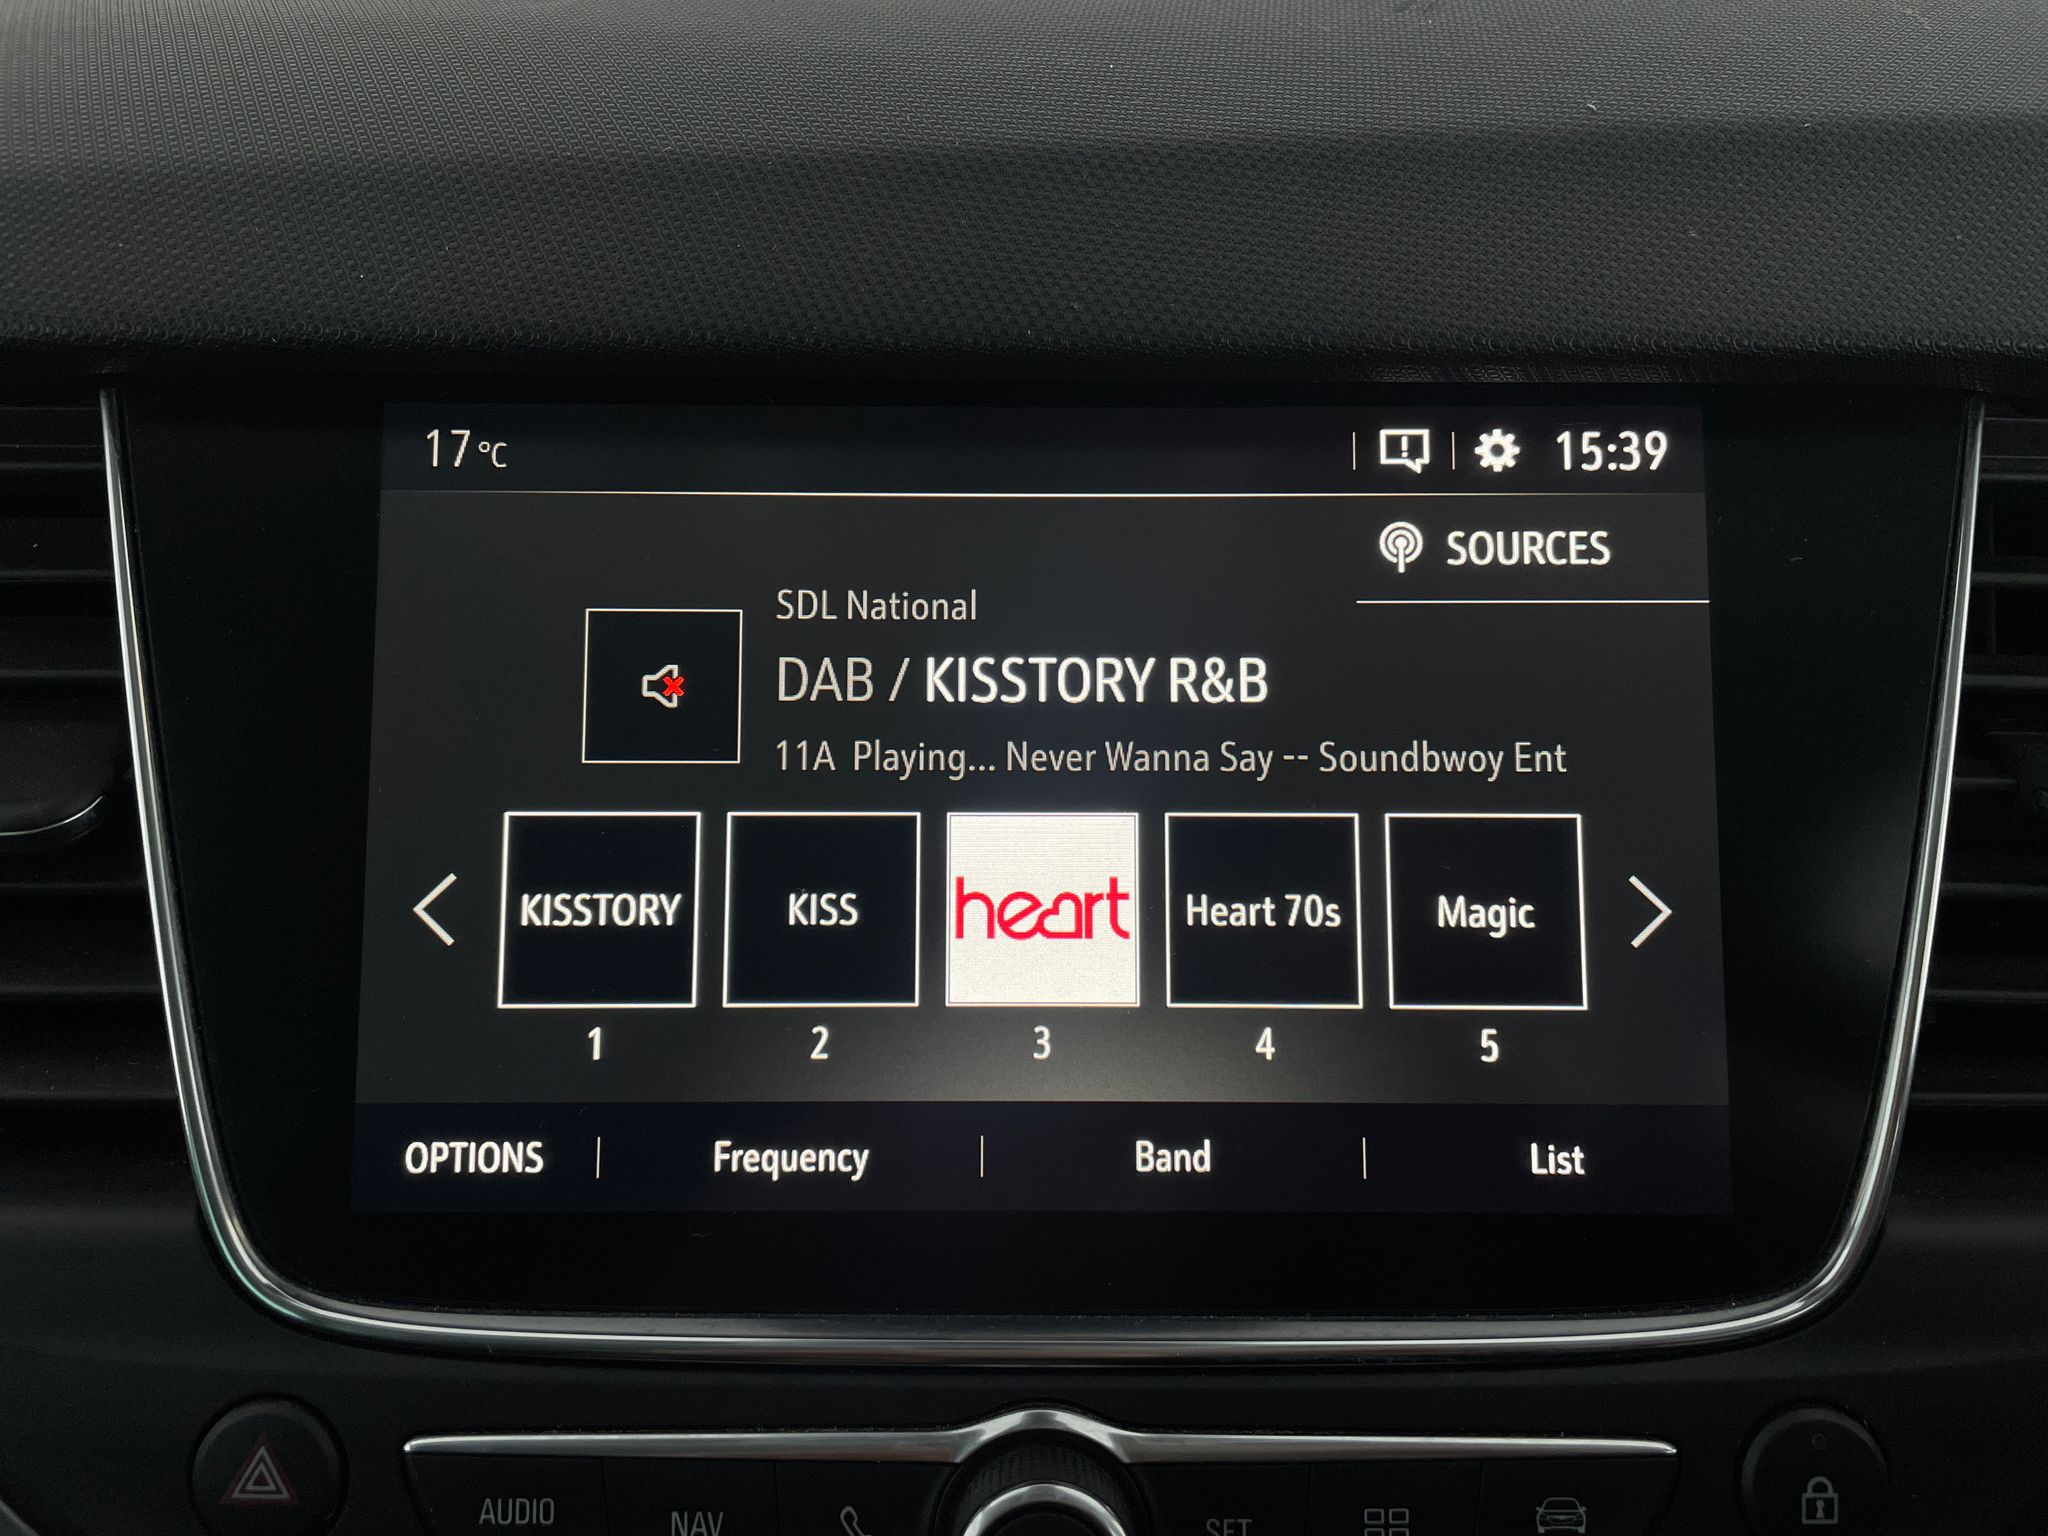 17 °C
15:39
SOURCES
SDL National
DAB / KISSTORY R&B
11A Playing... Never Wanna Say -- Soundbwoy Ent
KISSTORY
KISS
heart
Heart 70s
Magic
1
2
3
4
5
OPTIONS
Frequency
Band
List
AUDIO
NAV
SET